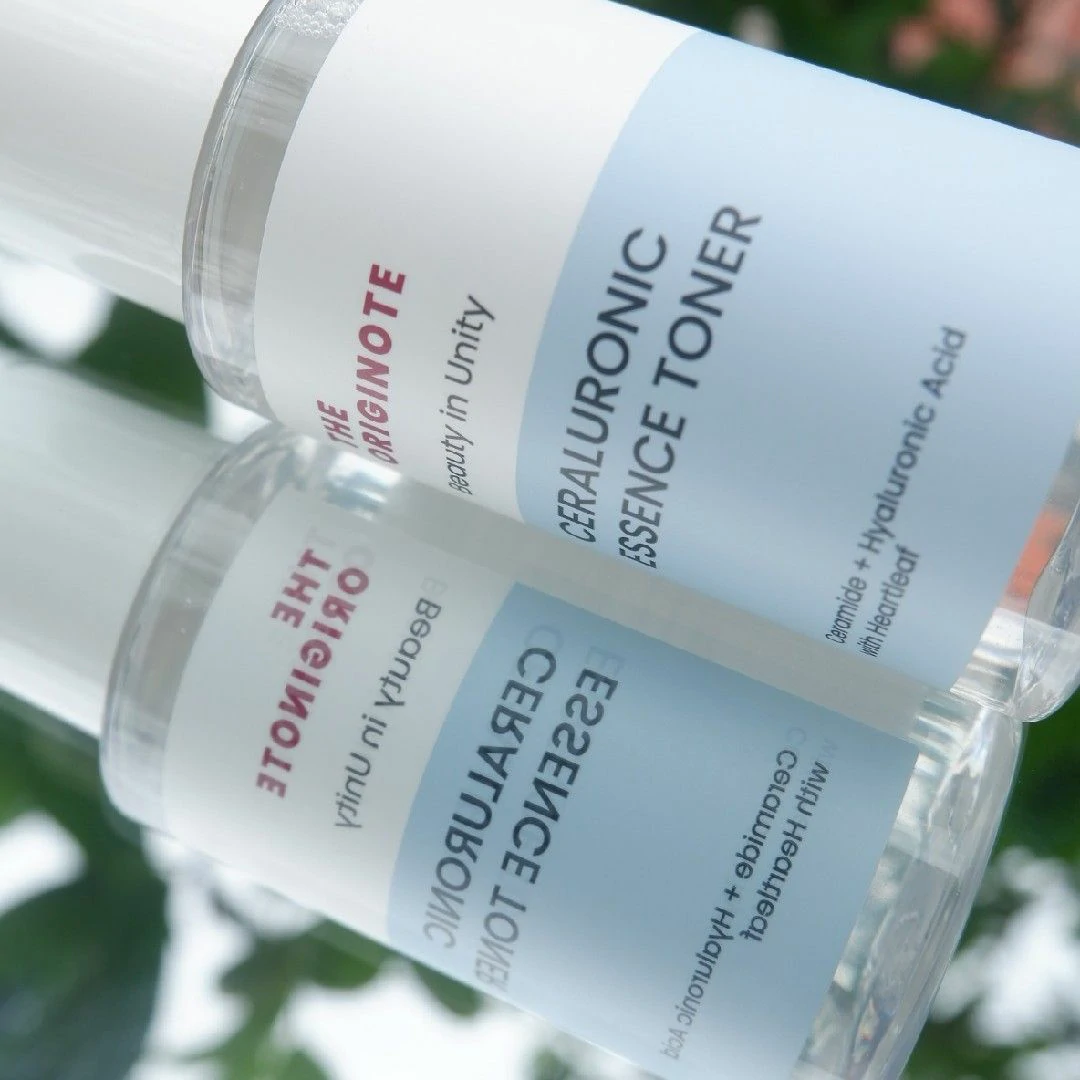 THE
ORIGINOTE
Beauty in Unity
CERALURONIC
ESSENCE TONER
Ceramide + Hyaluronic Acid
with Heartleaf
THE
ORIGINOTE
Beauty in Unity
CERALURONIC
ESSENCE TONER
Ceramide + Hyaluronic Acid
with Heartleaf